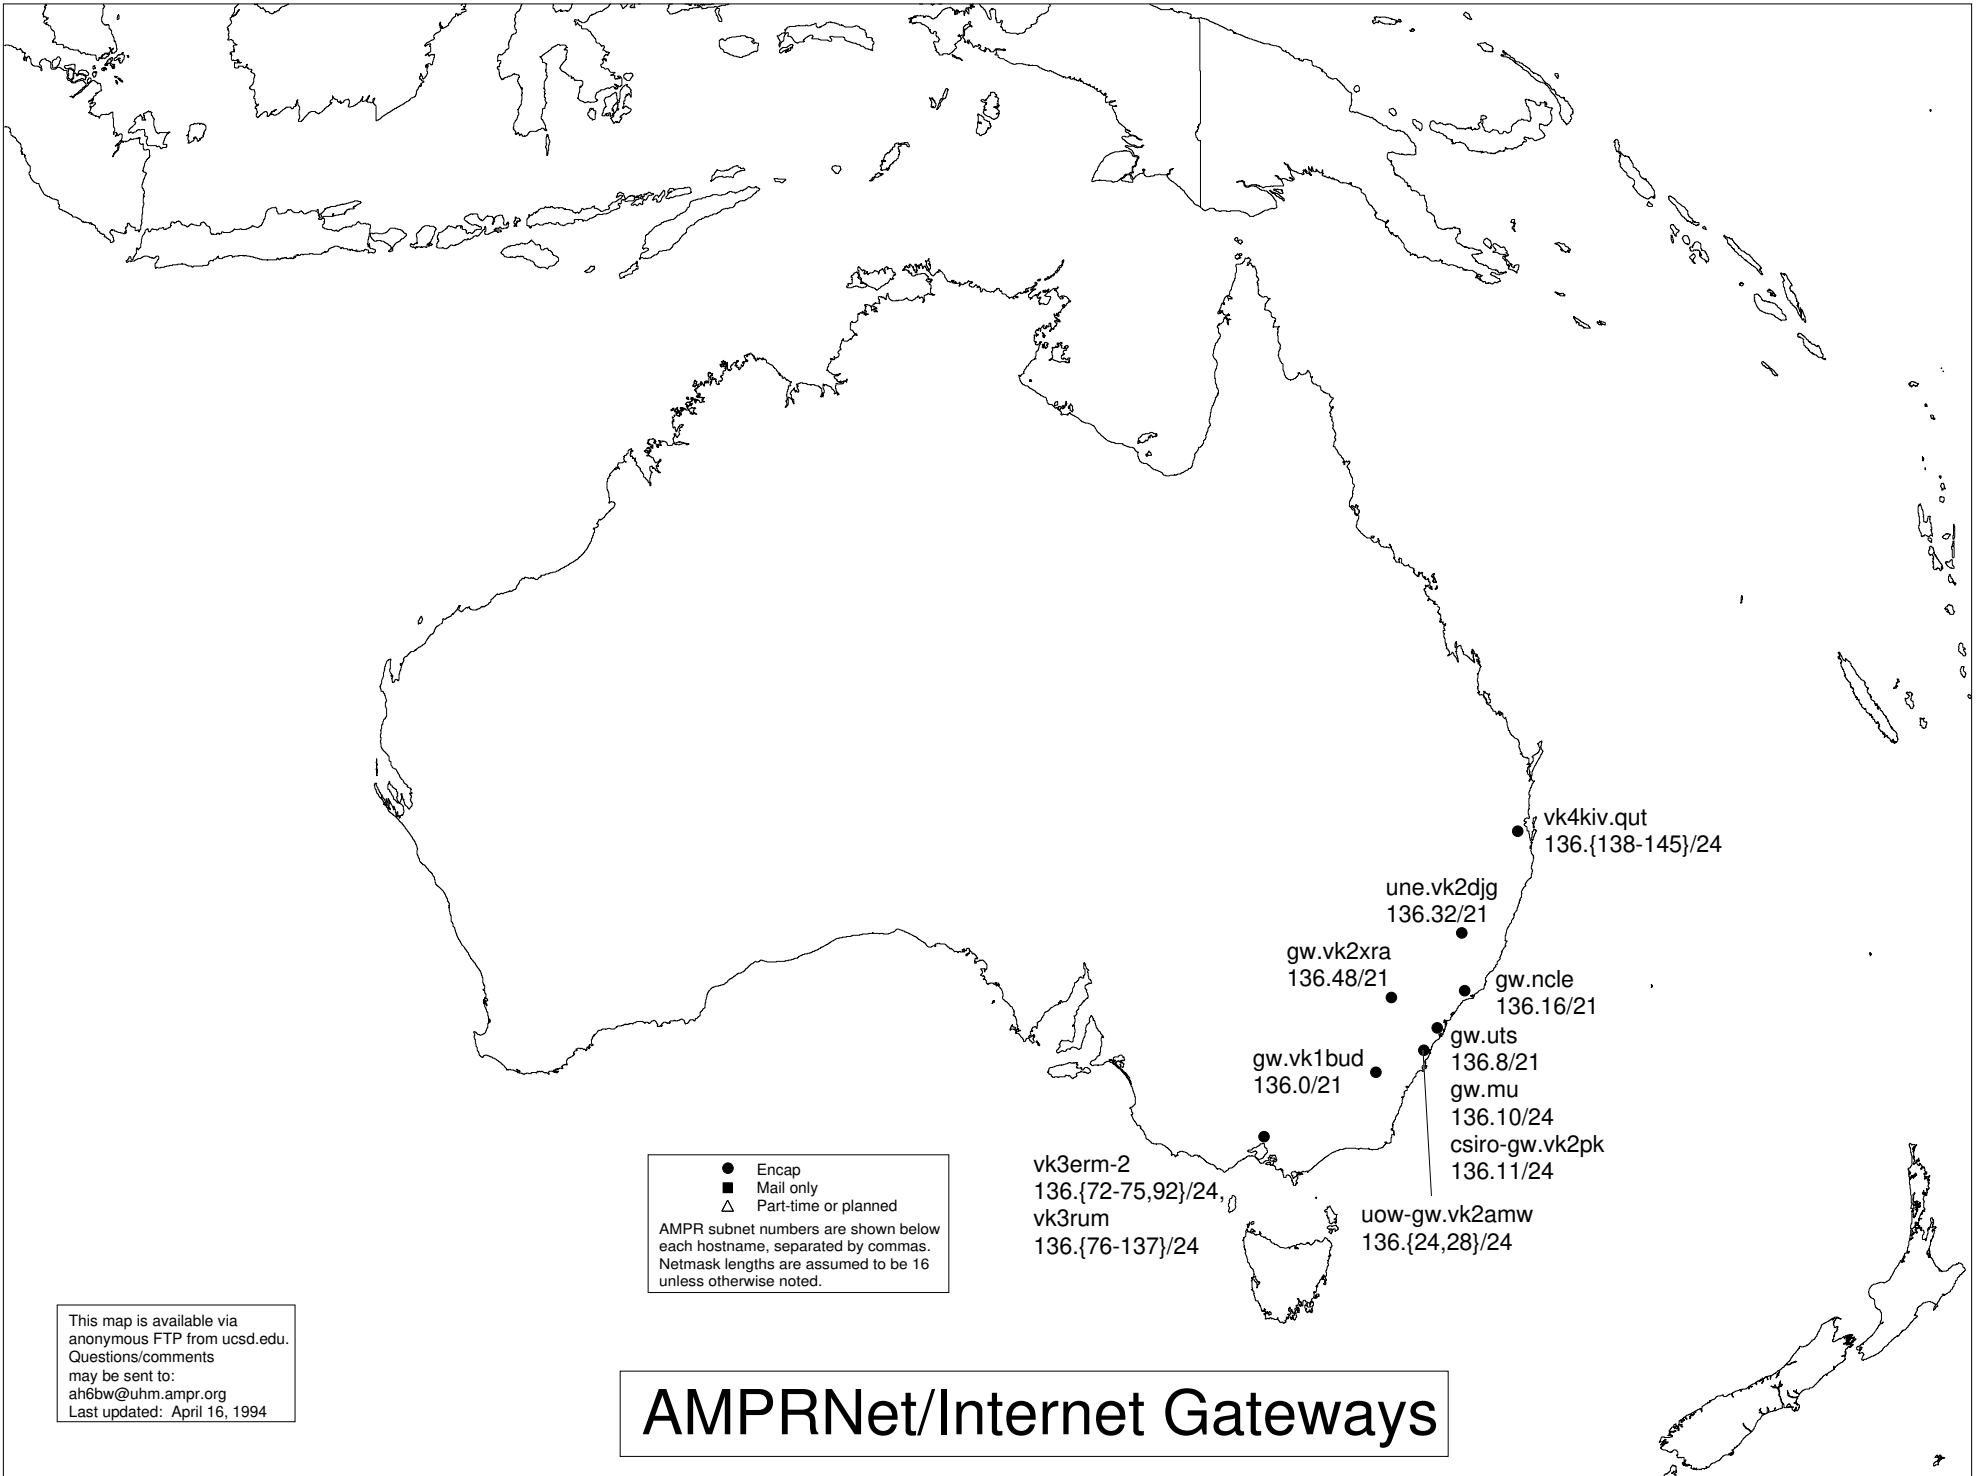 vk4kiv.qut
136.{138-145}/24
une.vk2djg
136.32/21
gw.vk2xra
136.48/21
gw.ncle
136.16/21
gw.uts
136.8/21
gw.mu
136.10/24
csiro-gw.vk2pk
136.11/24
gw.vk1bud
136.0/21
vk3erm-2
136.{72-75,92}/24,
vk3rum
136.{76-137}/24
uow-gw.vk2amw
136.{24,28}/24
Encap
Mail only
Part-time or planned
AMPR subnet numbers are shown below
each hostname, separated by commas.
Netmask lengths are assumed to be 16
unless otherwise noted.
This map is available via
anonymous FTP from ucsd.edu.
Questions/comments
may be sent to:
ah6bw@uhm.ampr.org
Last updated: April 16, 1994
AMPRNet/Internet Gateways